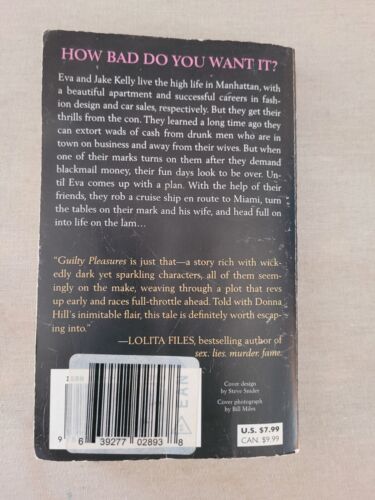 HOW BAD DO YOU WANT IT?
Eva and Jake Kelly live the high life in Manhattan, with
a beautiful apartment and successful careers in fash-
ion design and car sales, respectively. But they get their
thrills from the con. They learned a long time ago they
can extort wads of cash from drunk men who are in
town on business and away from their wives. But when
one of their marks turns on them after they demand
blackmail money, their fun days look to be over. Un-
til Eva comes up with a plan. With the help of their
friends, they rob a cruise ship en route to Miami, turn
the tables on their mark and his wife, and head full on
into life on the lam…
"Guilty Pleasures is just that—a story rich with wick-
edly dark yet sparkling characters, all of them seem-
ingly on the make, weaving through a plot that revs
up early and races full-throttle ahead. Told with Donna
Hill's inimitable flair, this tale is definitely worth escap-
ing into."
—LOLITA FILES, bestselling author of
sex. lies. murder. fame.
EAN
Cover design
by Steve Snider
Cover photograph
by Bill Miles
9 639277 02893 8
U.S. $7.99
CAN. $9.99